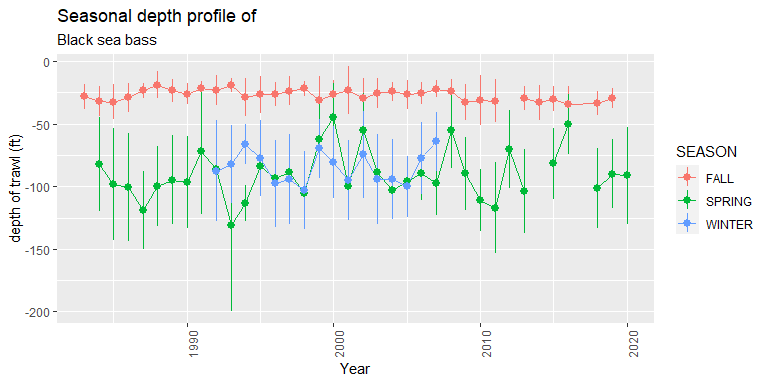 Seasonal depth profile of
Black sea bass
0
-50
-100
-150
-200
depth of trawl (ft)
1990
2000
2010
2020
Year
SEASON
FALL
SPRING
WINTER